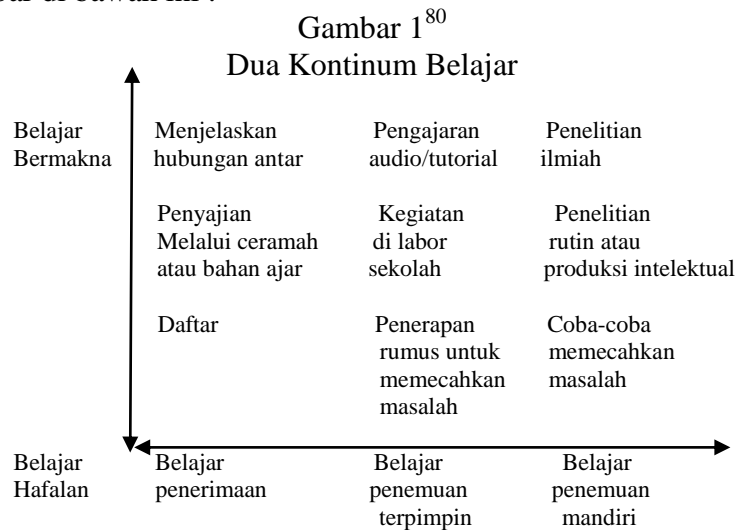 Gambar 1⁸⁰
Dua Kontinum Belajar
Belajar Menjelaskan Pengajaran Penelitian
Bermakna hubungan antar audio/tutorial ilmiah
Penyajian Kegiatan Penelitian
Melalui ceramah di labor rutin atau
atau bahan ajar sekolah produksi intelektual
Daftar Penerapan Coba-coba
rumus untuk memecahkan
memecahkan masalah
masalah
Belajar Belajar Belajar Belajar
Hafalan penerimaan penemuan penemuan
terpimpin mandiri